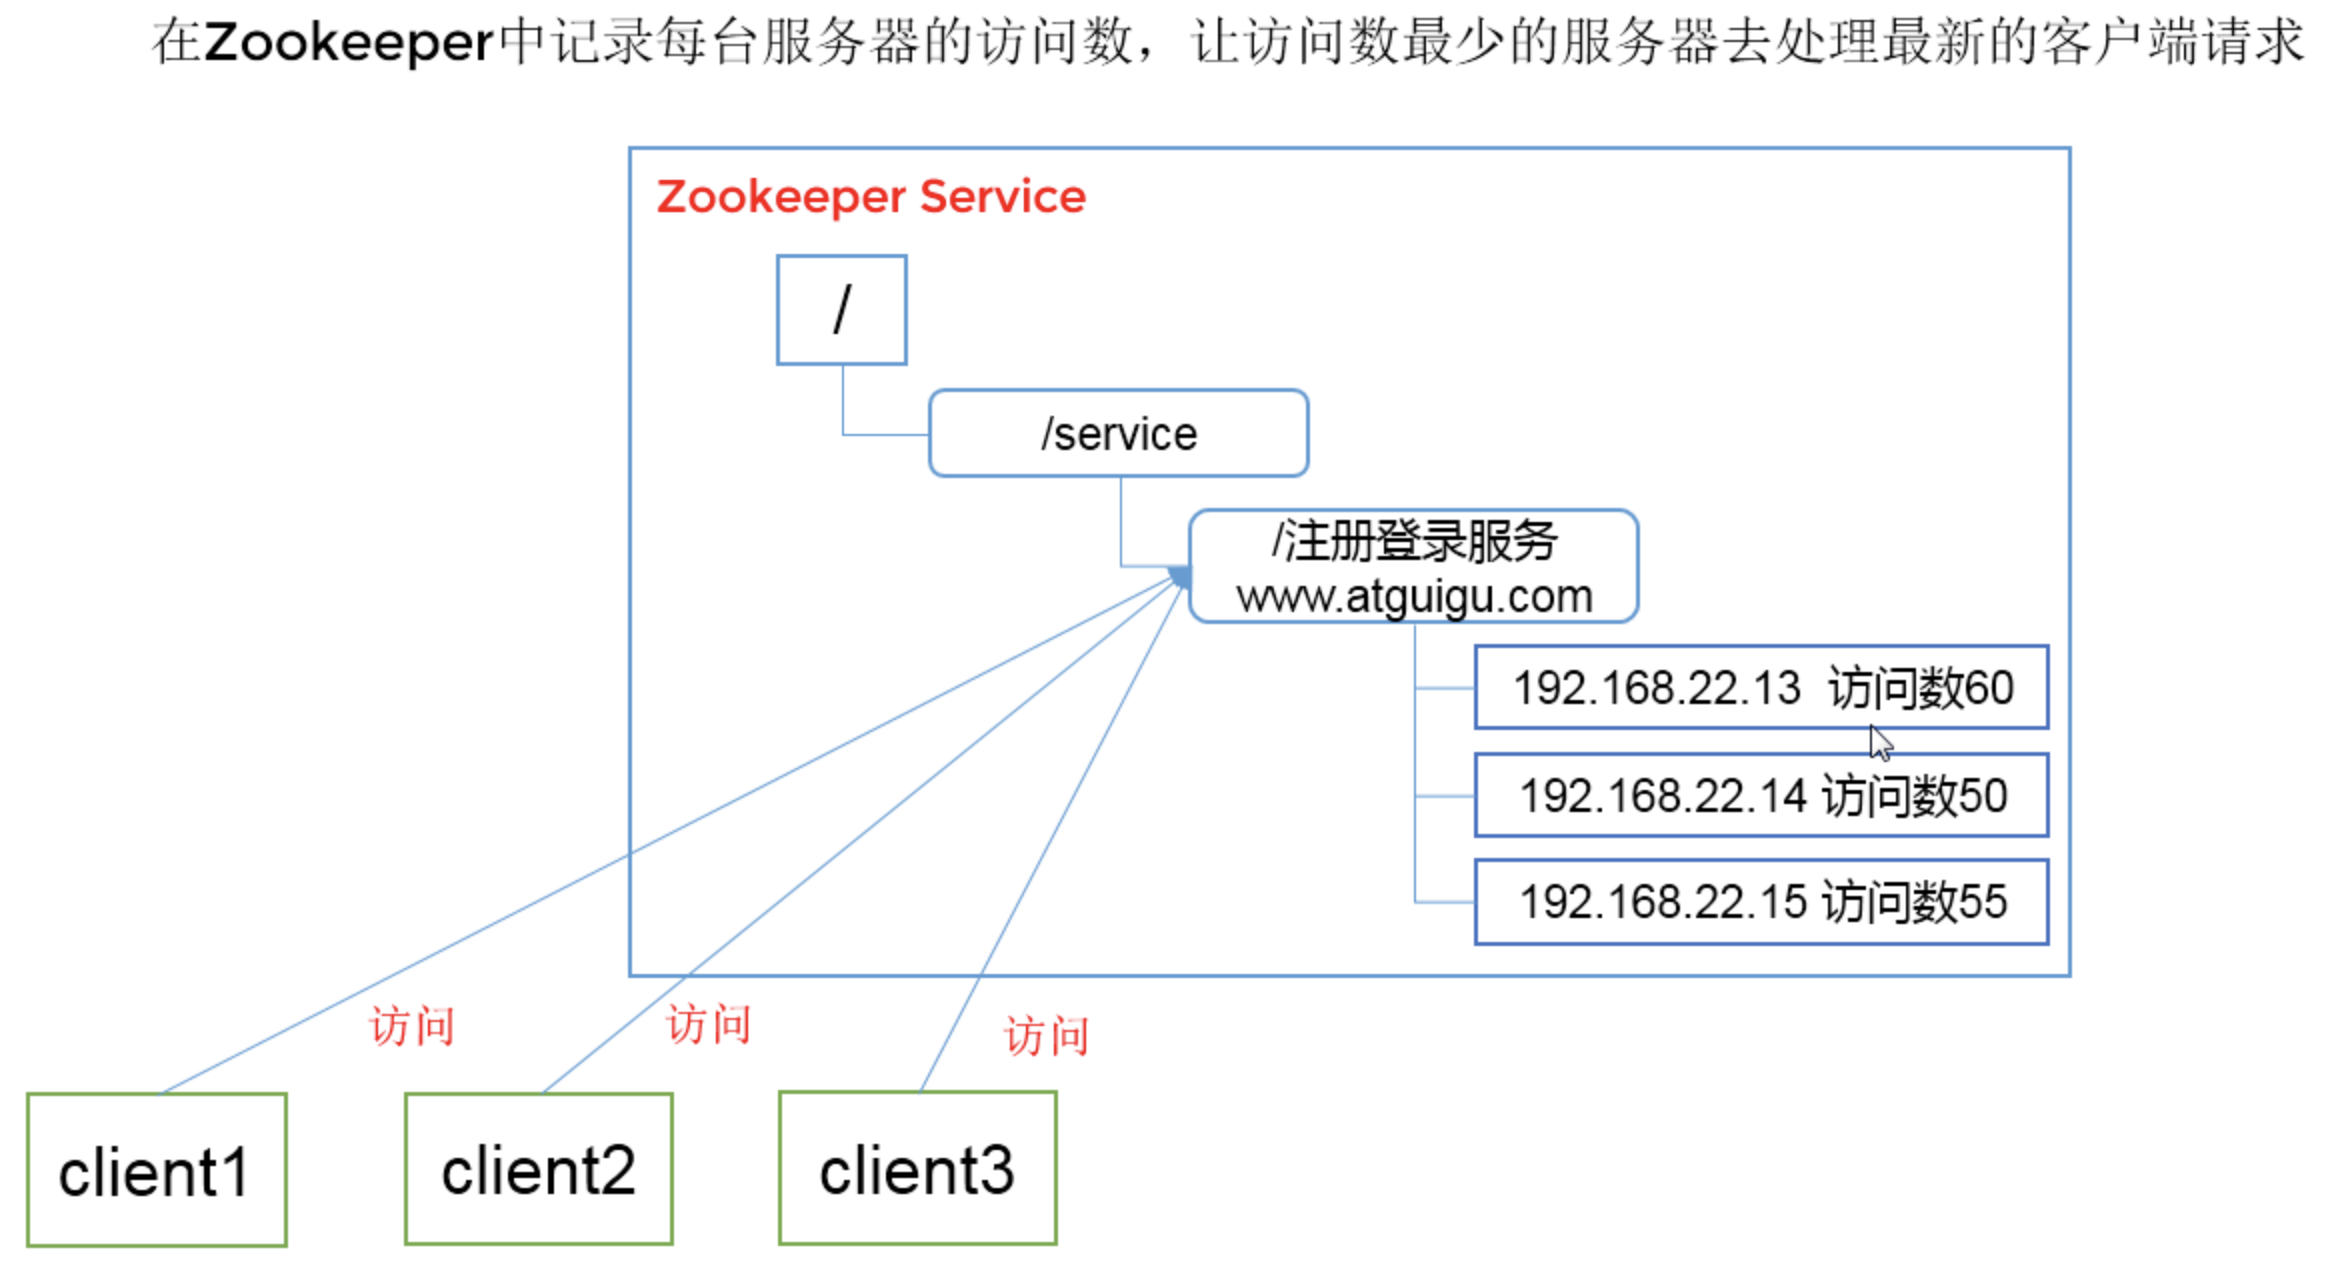 在Zookeeper中记录每台服务器的访问数，让访问数最少的服务器去处理最新的客户端请求
Zookeeper Service
/
/service
/注册登录服务
www.atguigu.com
192.168.22.13 访问数60
192.168.22.14 访问数50
192.168.22.15 访问数55
访问
访问
访问
client1
client2
client3